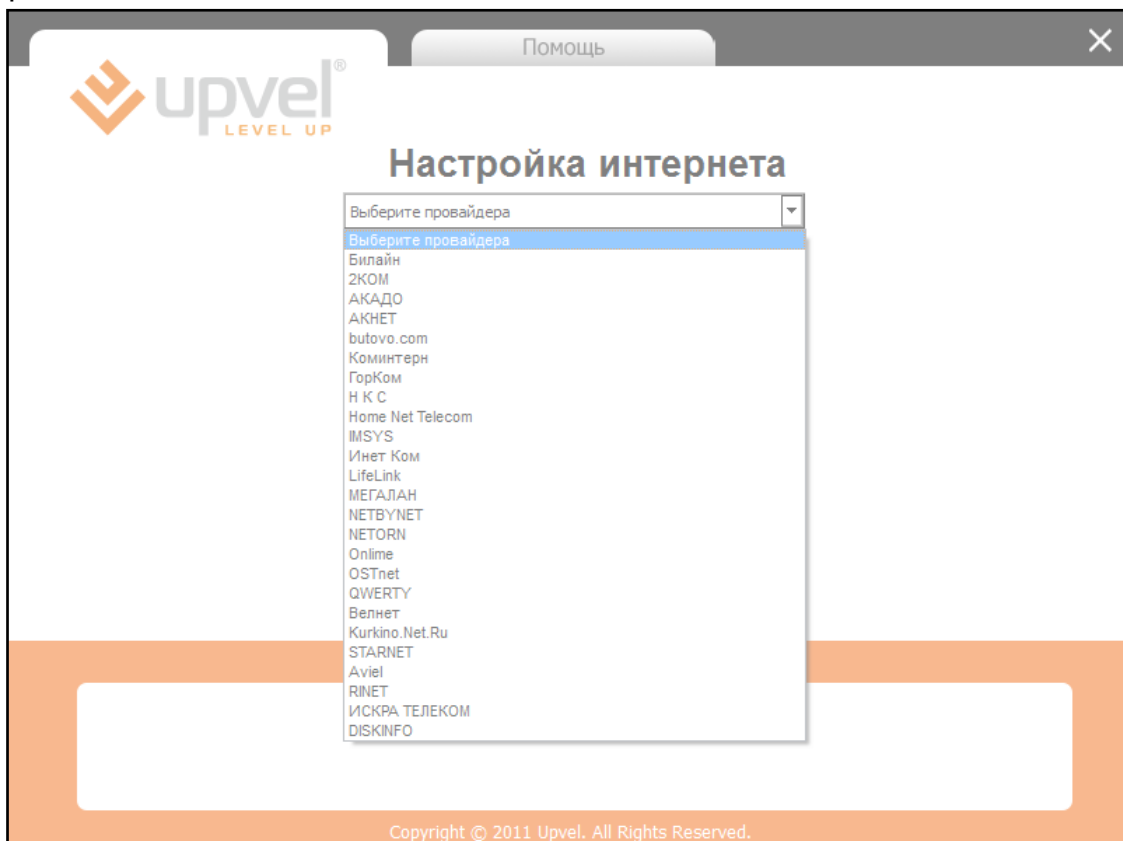 Помощь
upvel®
LEVEL UP
Настройка интернета
Выберите провайдера
Выберите провайдера
Билайн
2КОМ
АКАДО
АКНЕТ
butovo.com
Коминтерн
ГорКом
Н К С
Home Net Telecom
IMSYS
Инет Ком
LifeLink
МЕГАЛАН
NETBYNET
NETORN
Onlime
OSTnet
QWERTY
Велнет
Kurkino.Net.Ru
STARNET
Aviel
RINET
ИСКРА ТЕЛЕКОМ
DISKINFO
Copyright © 2011 Upvel. All Rights Reserved.